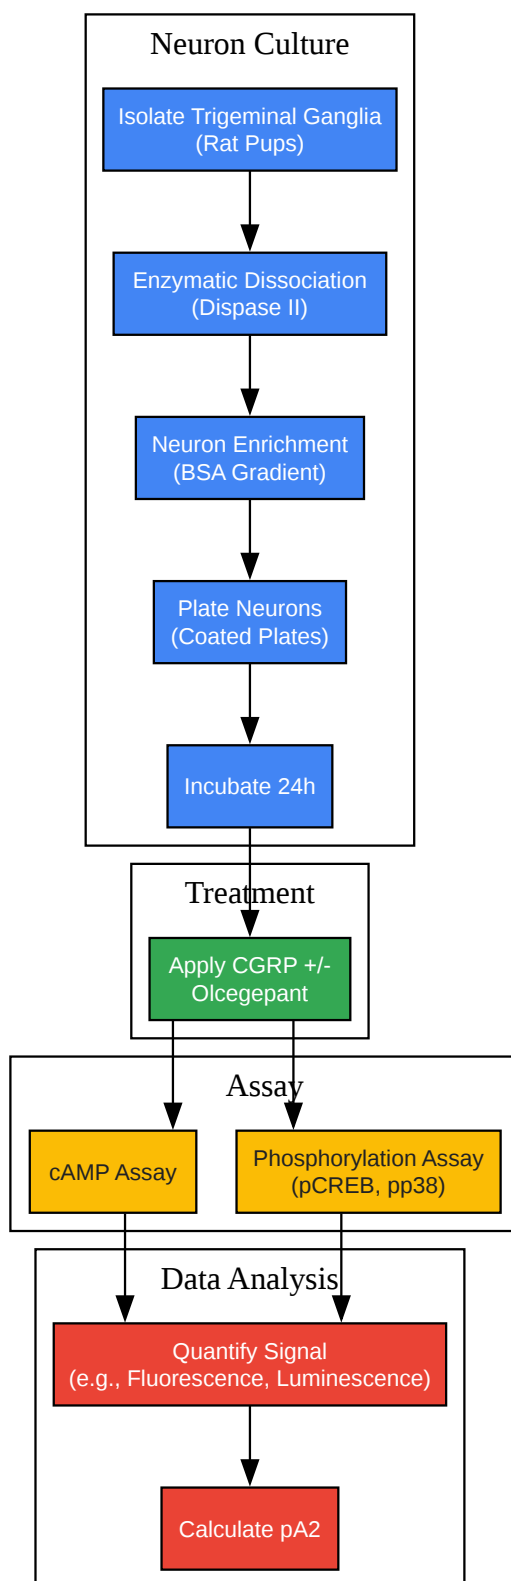 Neuron Culture
Isolate Trigeminal Ganglia
(Rat Pups)
Enzymatic Dissociation
(Dispase II)
Neuron Enrichment
(BSA Gradient)
Plate Neurons
(Coated Plates)
Incubate 24h
Treatment
Apply CGRP +/-
Olcegepant
Assay
cAMP Assay
Phosphorylation Assay
(pCREB, pp38)
Data Analysis
Quantify Signal
(e.g., Fluorescence, Luminescence)
Calculate pA2